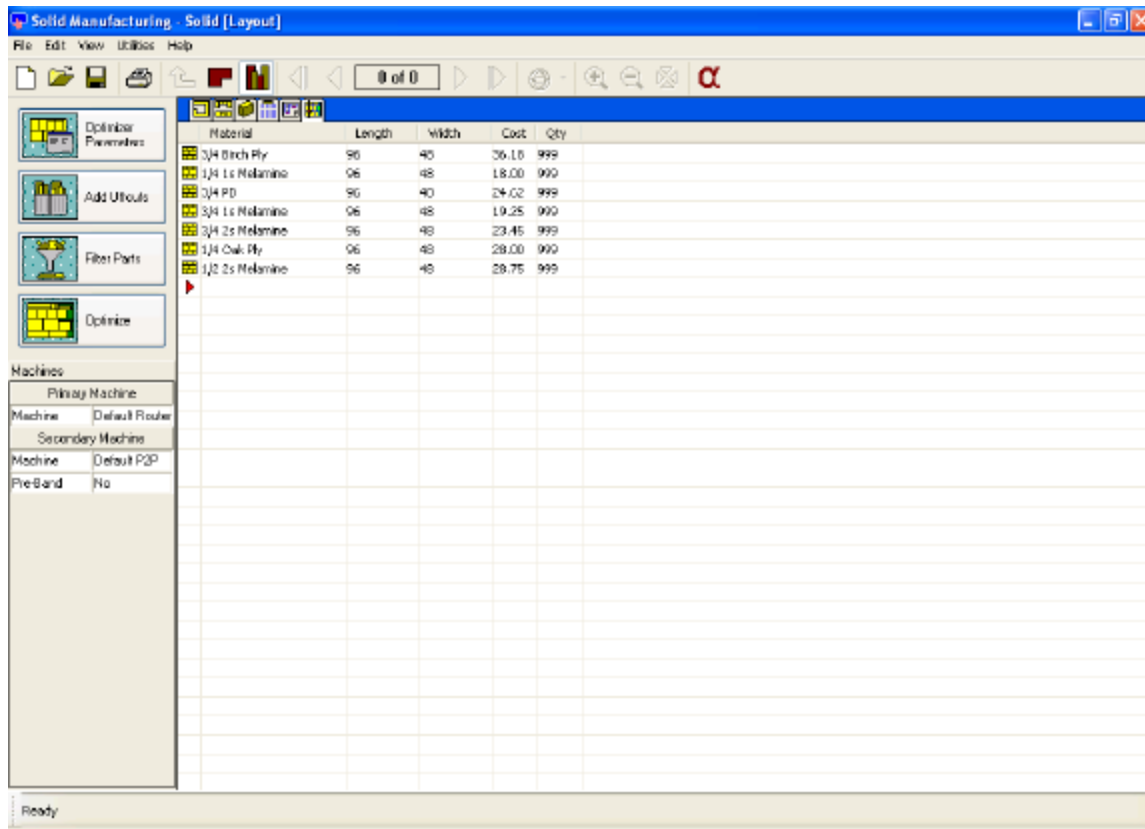 Solid Manufacturing - Solid [Layout]
File Edit View Utilities Help
0 of 0
Optimizer Parameters
Add Offcuts
Filter Parts
Optimize
Material Length Width Cost Qty
3/4 Birch Ply 96 48 36.18 999
1/4 1s Melamine 96 48 18.00 999
3/4 PB 96 48 24.62 999
3/4 1s Melamine 96 48 19.25 999
3/4 2s Melamine 96 48 23.45 999
1/4 Oak Ply 96 48 28.00 999
1/2 2s Melamine 96 48 28.75 999
Machines
Primary Machine
Machine Default Router
Secondary Machine
Machine Default P2P
Pre-Band No
Ready